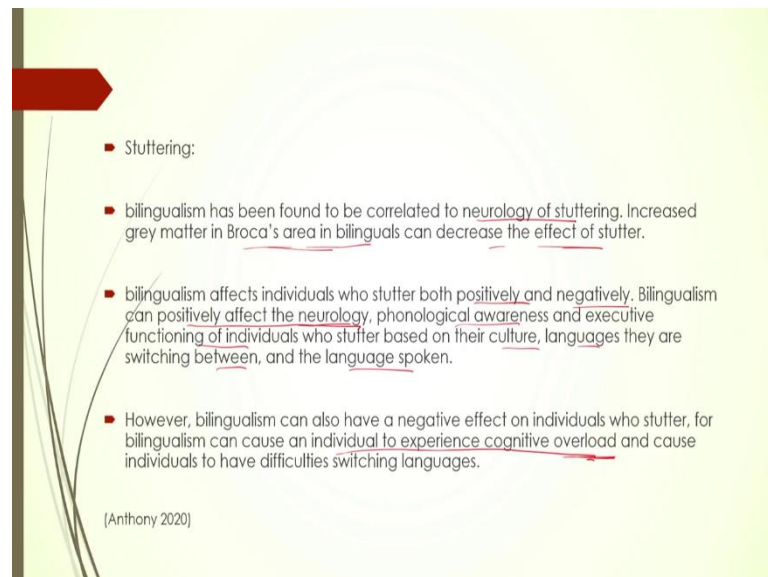 Stuttering:
bilingualism has been found to be correlated to neurology of stuttering. Increased
grey matter in Broca's area in bilinguals can decrease the effect of stutter.
bilingualism affects individuals who stutter both positively and negatively. Bilingualism
can positively affect the neurology, phonological awareness and executive
functioning of individuals who stutter based on their culture, languages they are
switching between, and the language spoken.
However, bilingualism can also have a negative effect on individuals who stutter, for
bilingualism can cause an individual to experience cognitive overload and cause
individuals to have difficulties switching languages.
(Anthony 2020)